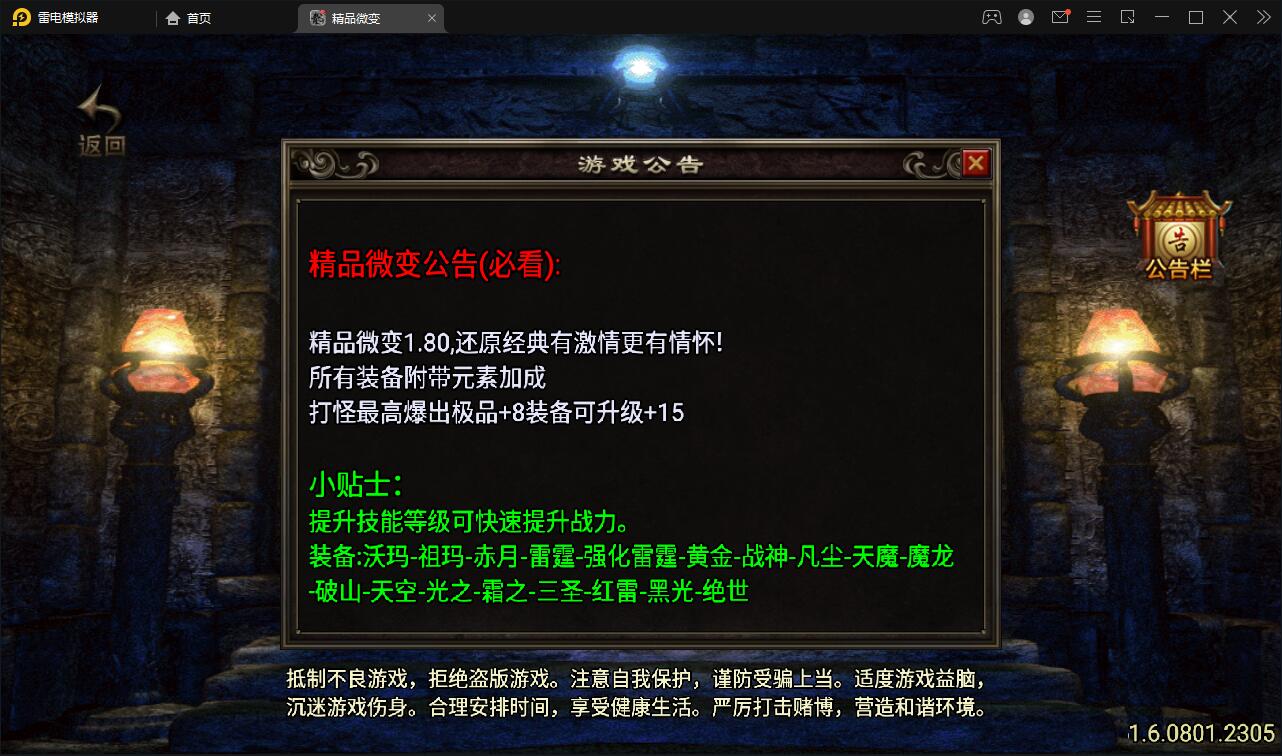 雷电模拟器
首页
精品微变
返回
游戏公告
告
公告栏
精品微变公告(必看):
精品微变1.80,还原经典有激情更有情怀!
所有装备附带元素加成
打怪最高爆出极品+8装备可升级+15
小贴士：
提升技能等级可快速提升战力。
装备:沃玛-祖玛-赤月-雷霆-强化雷霆-黄金-战神-凡尘-天魔-魔龙
-破山-天空-光之-霜之-三圣-红雷-黑光-绝世
抵制不良游戏，拒绝盗版游戏。注意自我保护，谨防受骗上当。适度游戏益脑，
沉迷游戏伤身。合理安排时间，享受健康生活。严厉打击赌博，营造和谐环境。
1.6.0801.2305